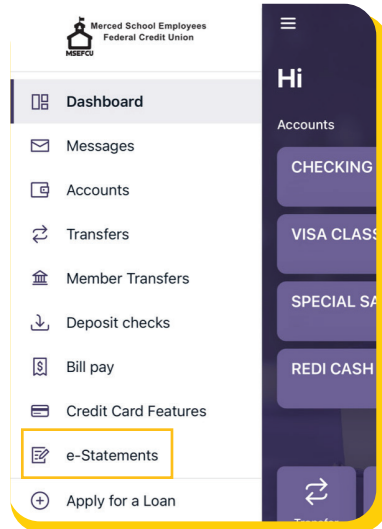 Merced School Employees
Federal Credit Union
MSEFCU
Dashboard
Messages
Accounts
Transfers
Member Transfers
Deposit checks
Bill pay
Credit Card Features
e-Statements
Apply for a Loan
Hi
Accounts
CHECKING
VISA CLASS
SPECIAL SA
REDI CASH
Transfer